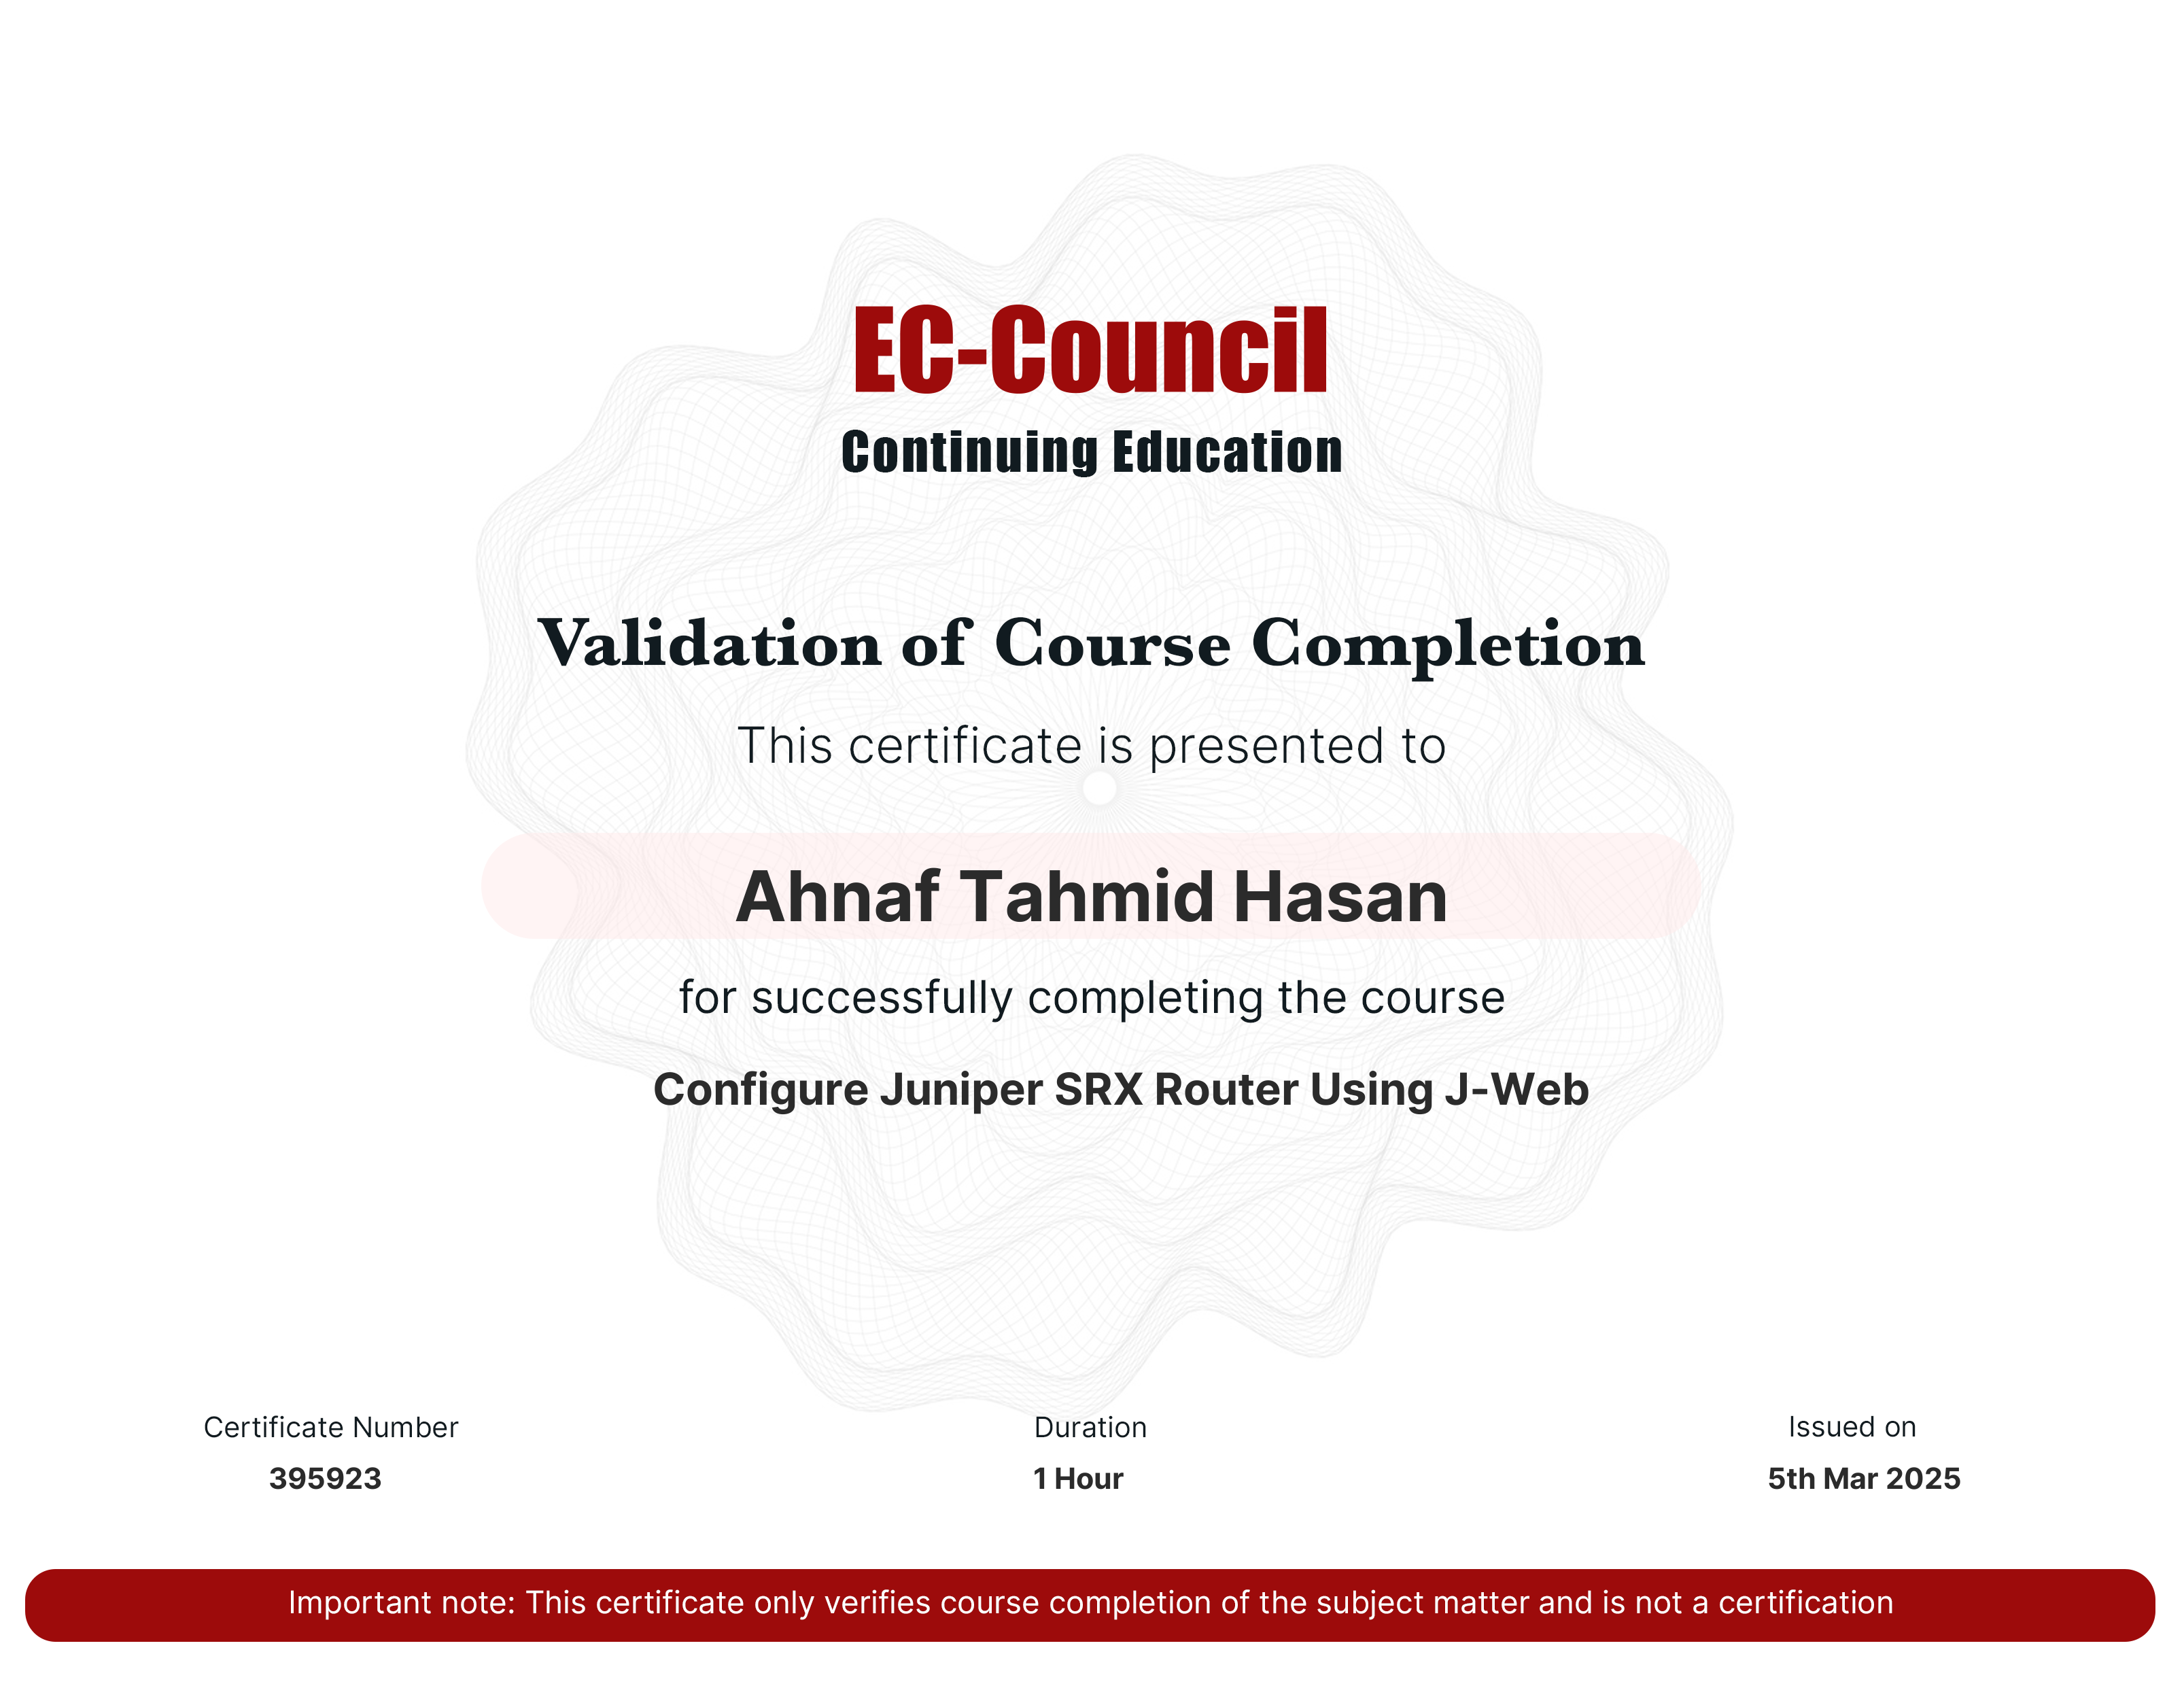 EC-Council
Continuing Education
Validation of Course Completion
This certificate is presented to
Ahnaf Tahmid Hasan
for successfully completing the course
Configure Juniper SRX Router Using J-Web
Certificate Number
395923
Duration
1 Hour
Issued on
5th Mar 2025
Important note: This certificate only verifies course completion of the subject matter and is not a certification